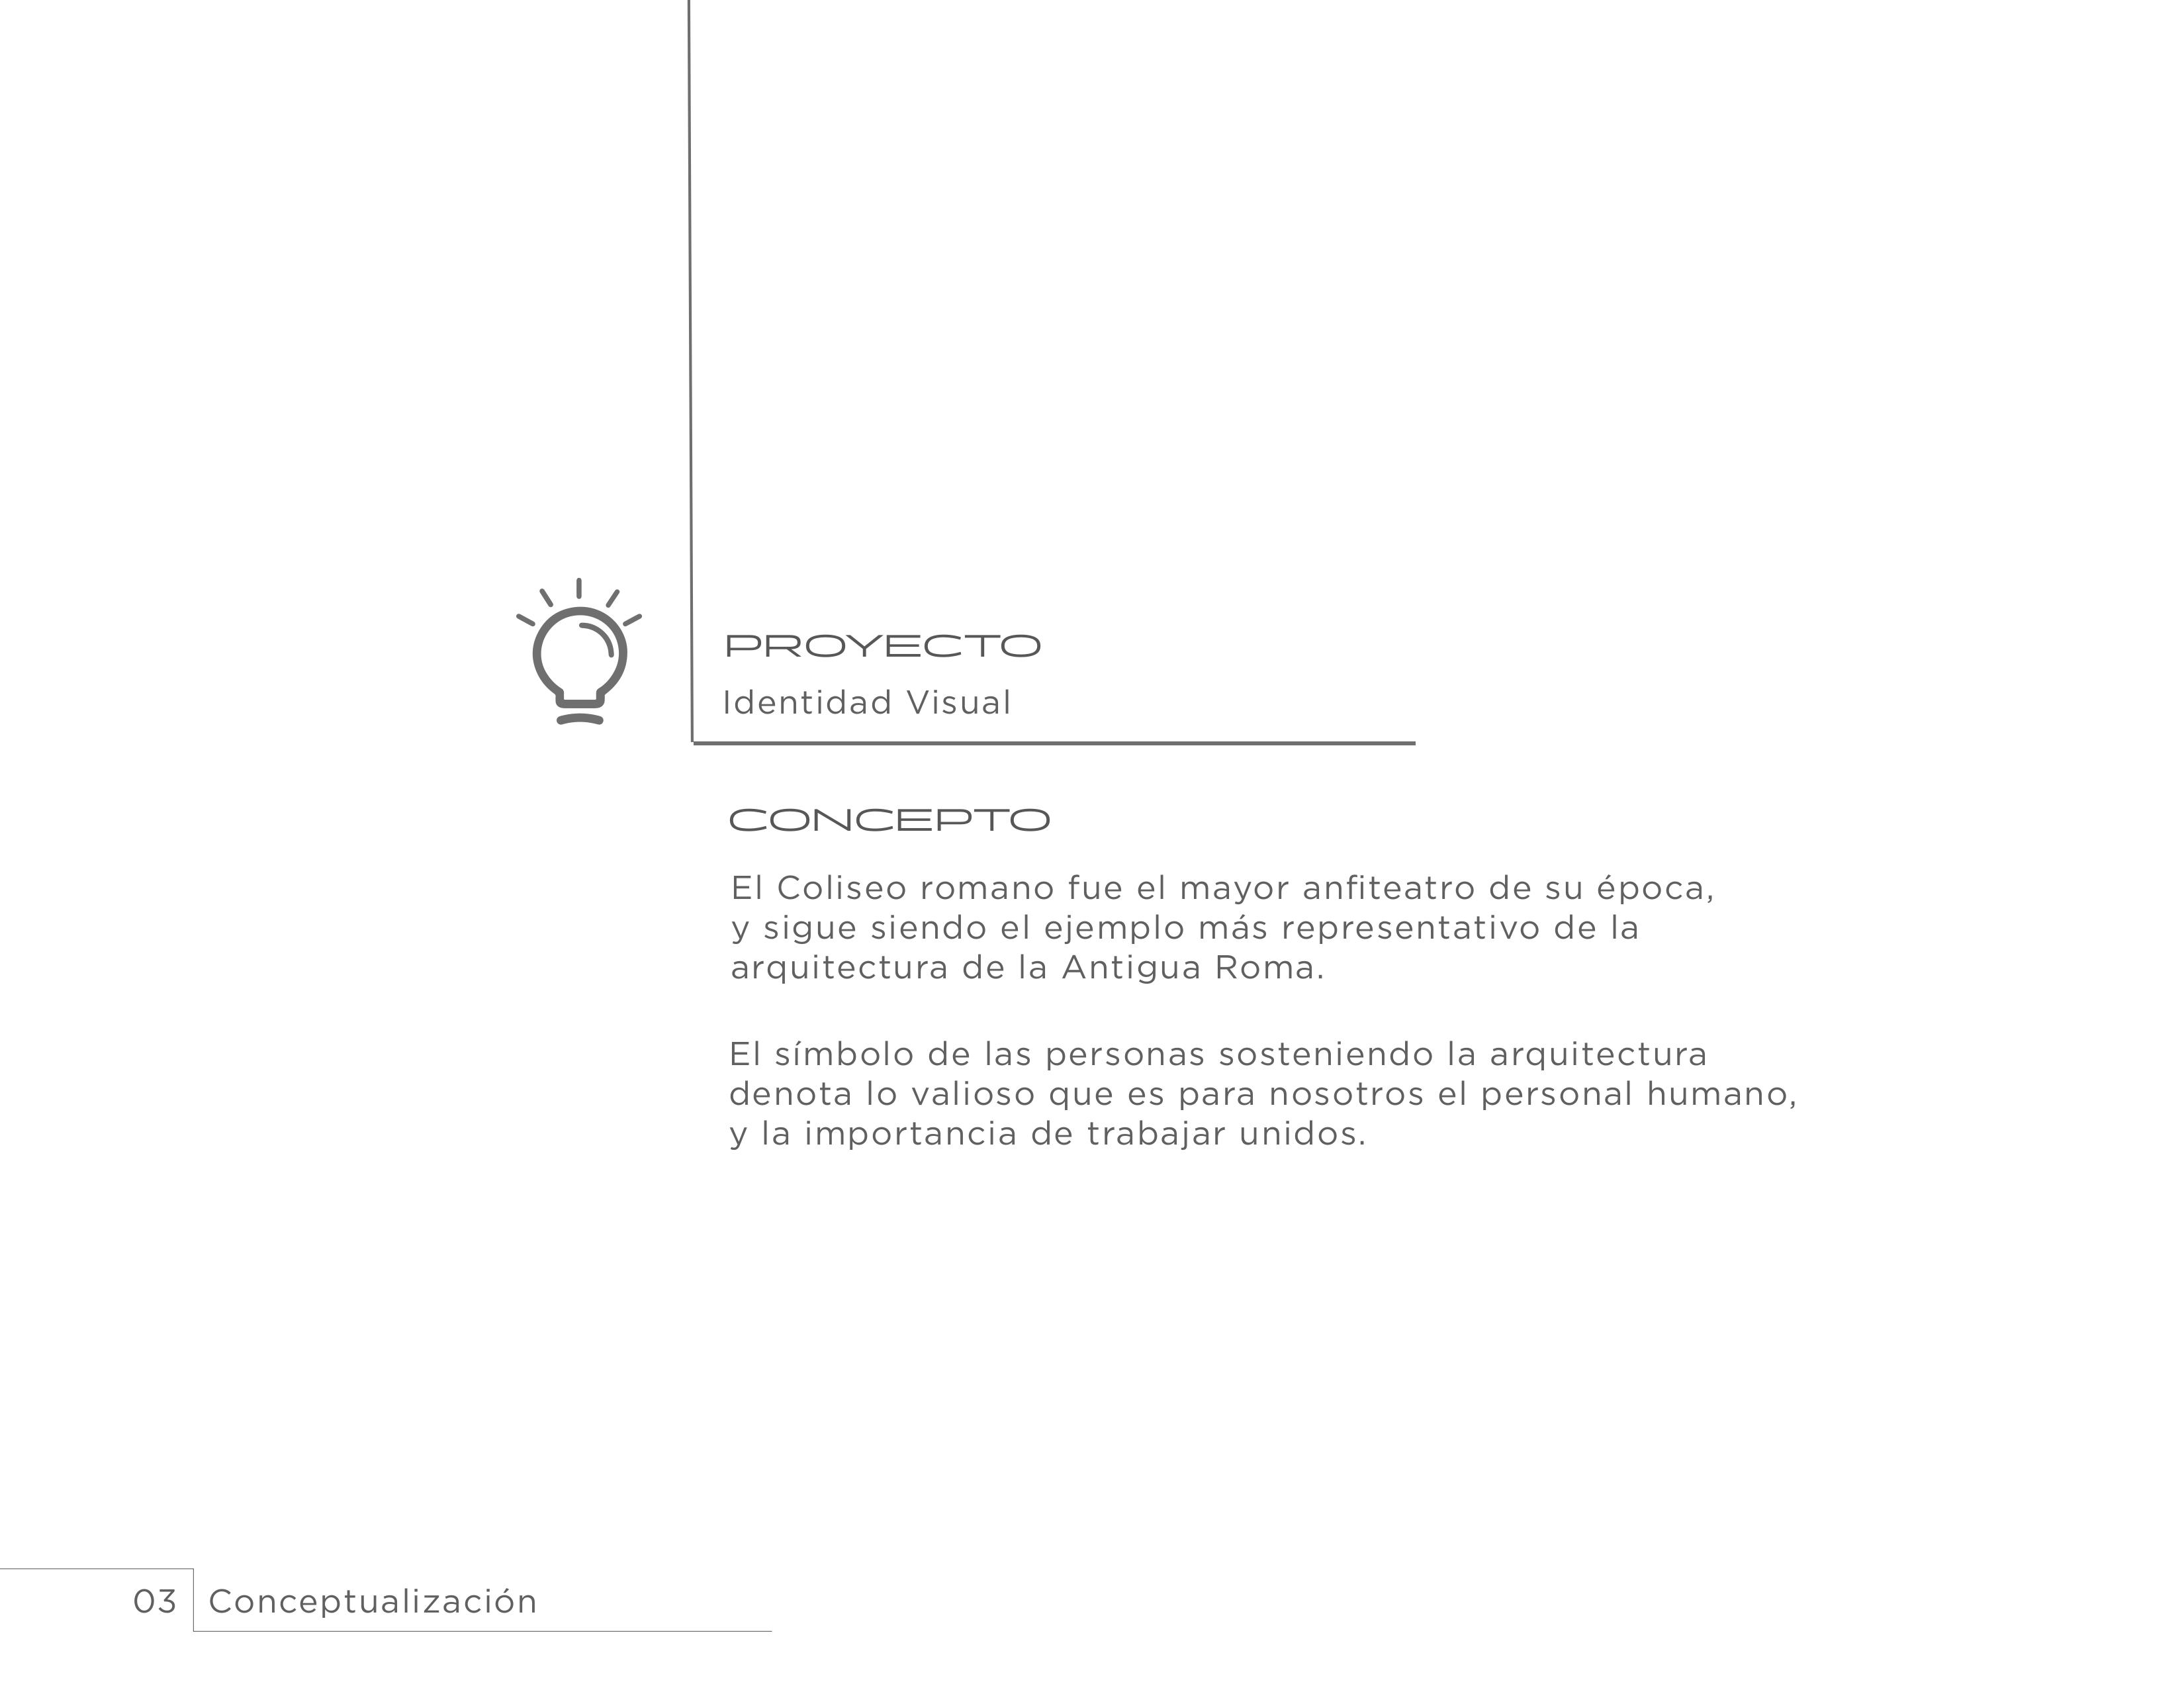 PROYECTO
Identidad Visual
CONCEPTO
El Coliseo romano fue el mayor anfiteatro de su época,
y sigue siendo el ejemplo más representativo de la
arquitectura de la Antigua Roma.
El símbolo de las personas sosteniendo la arquitectura
denota lo valioso que es para nosotros el personal humano,
y la importancia de trabajar unidos.
03 Conceptualización